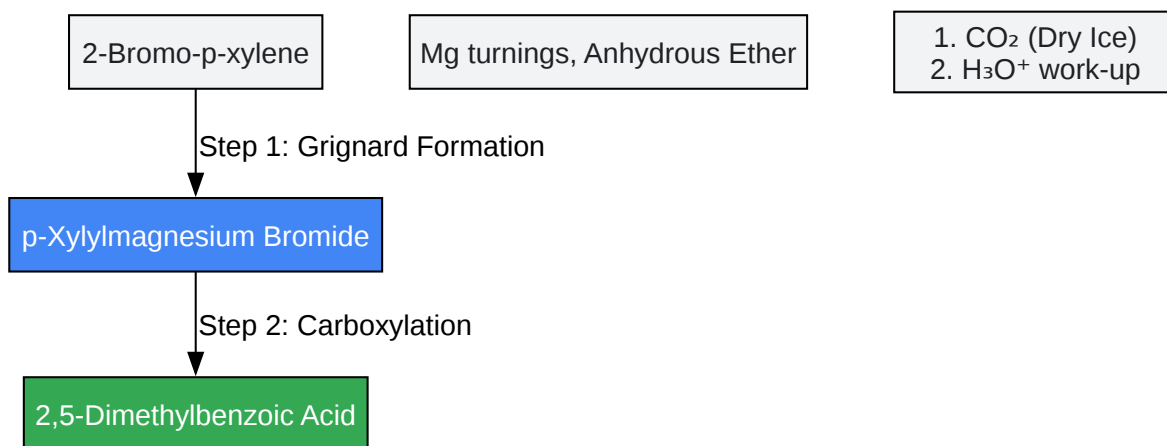 2-Bromo-p-xylene
Mg turnings, Anhydrous Ether
1. CO₂ (Dry Ice)
2. H₃O⁺ work-up
Step 1: Grignard Formation
p-Xylylmagnesium Bromide
Step 2: Carboxylation
2,5-Dimethylbenzoic Acid